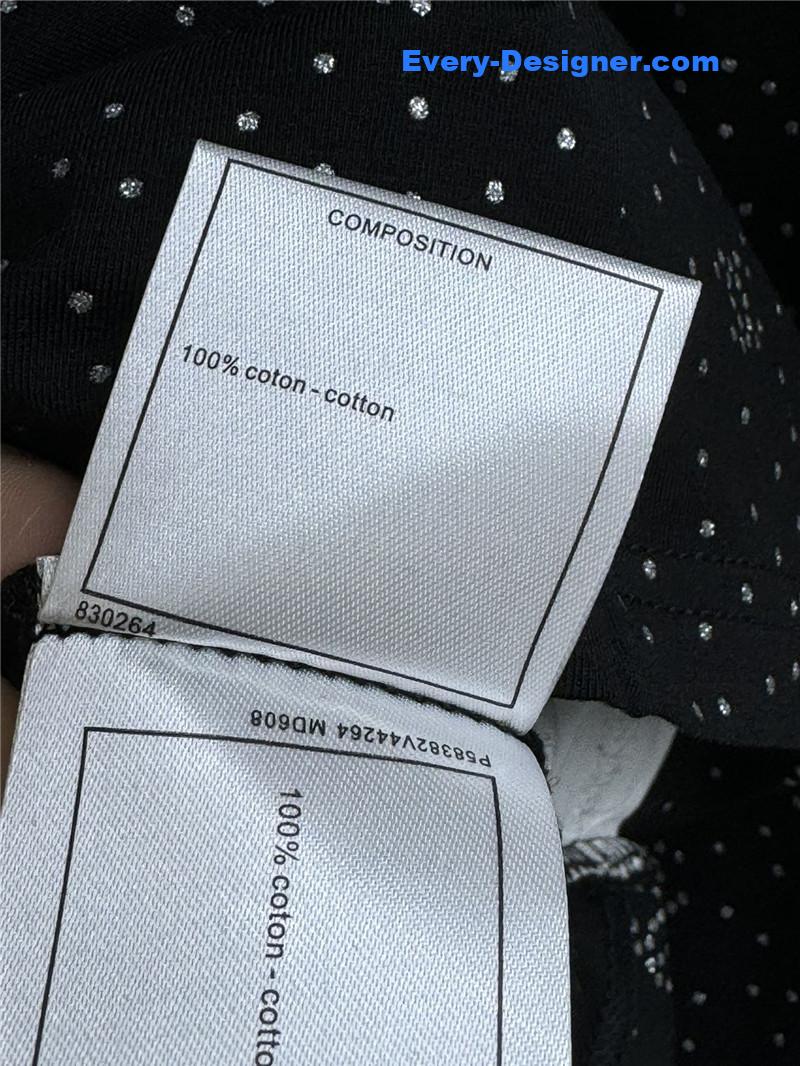 Every-Designer.com
COMPOSITION
100% coton - cotton
830264
P58382V44264 MD608
100% coton - cotto